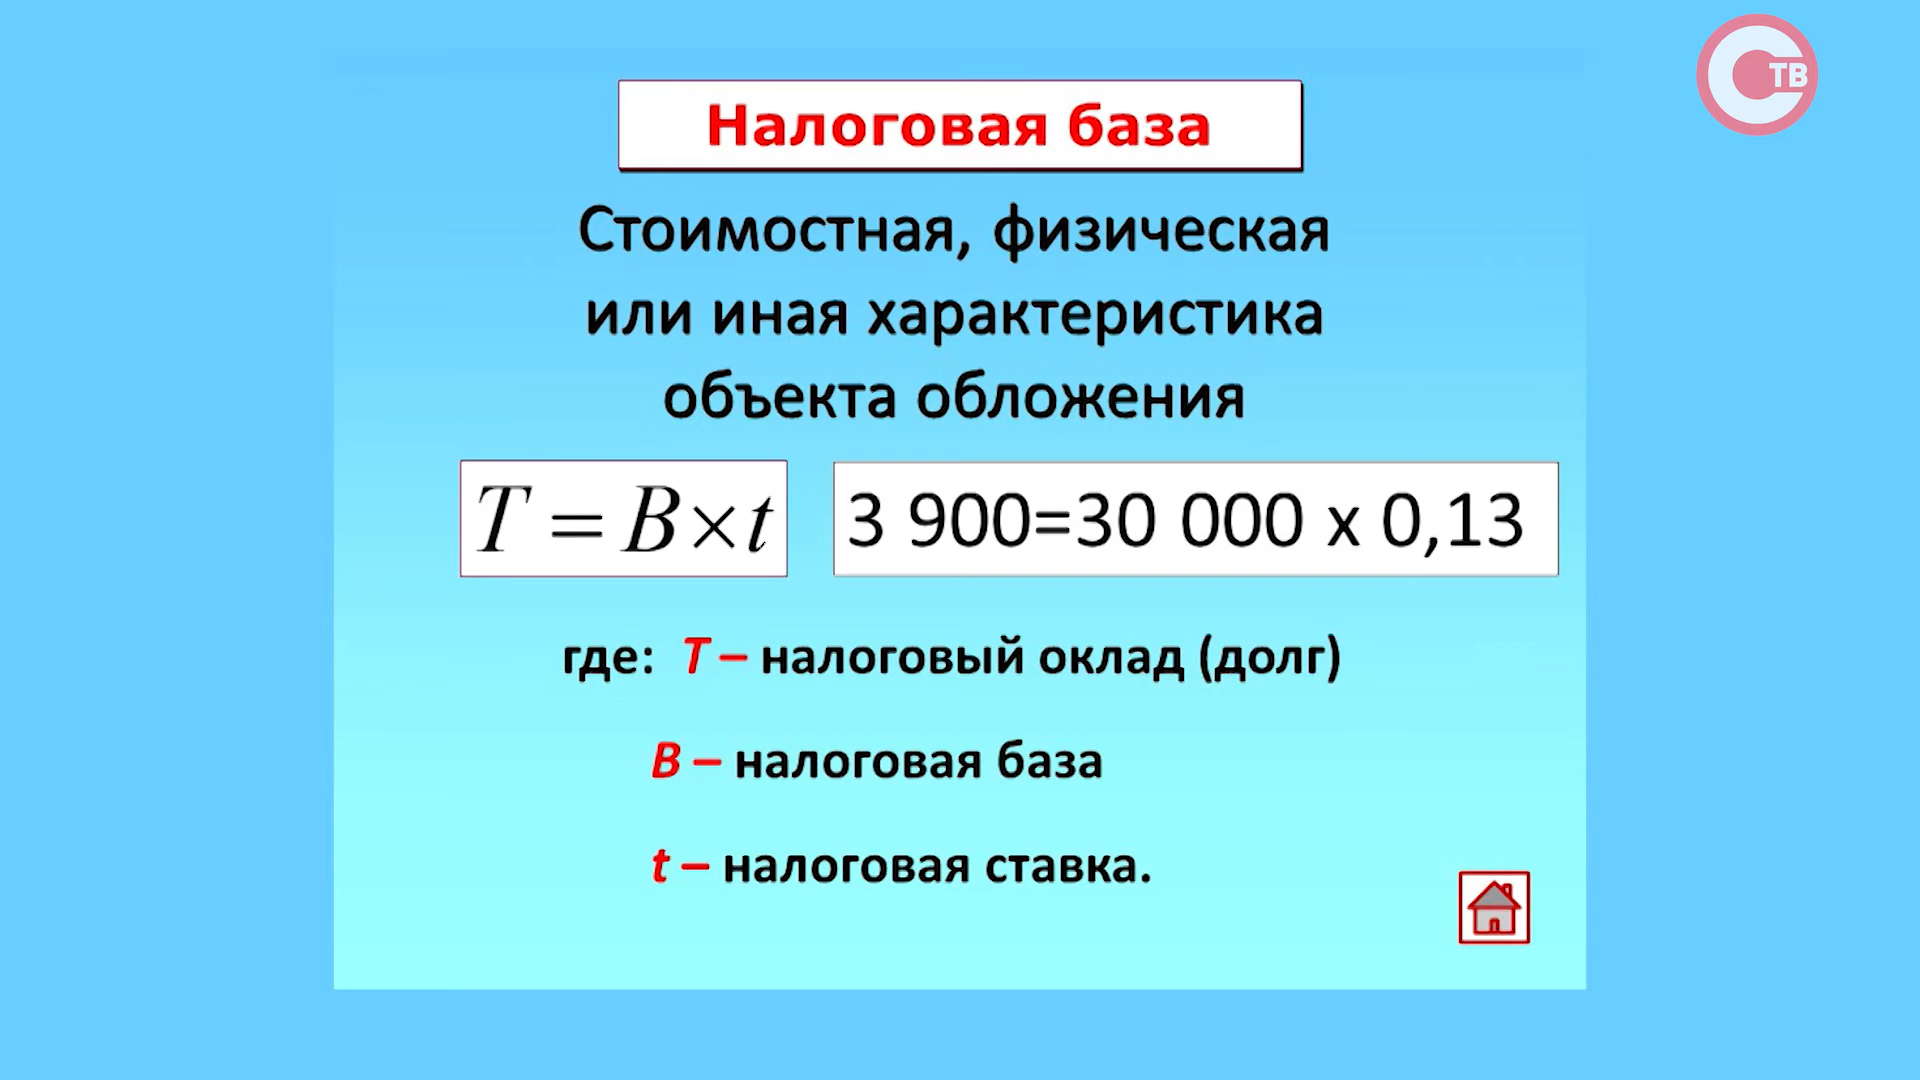 СТВ
Налоговая база
Стоимостная, физическая
или иная характеристика
объекта обложения
T = B×t
3 900=30 000 х 0,13
где: Т – налоговый оклад (долг)
В – налоговая база
t – налоговая ставка.